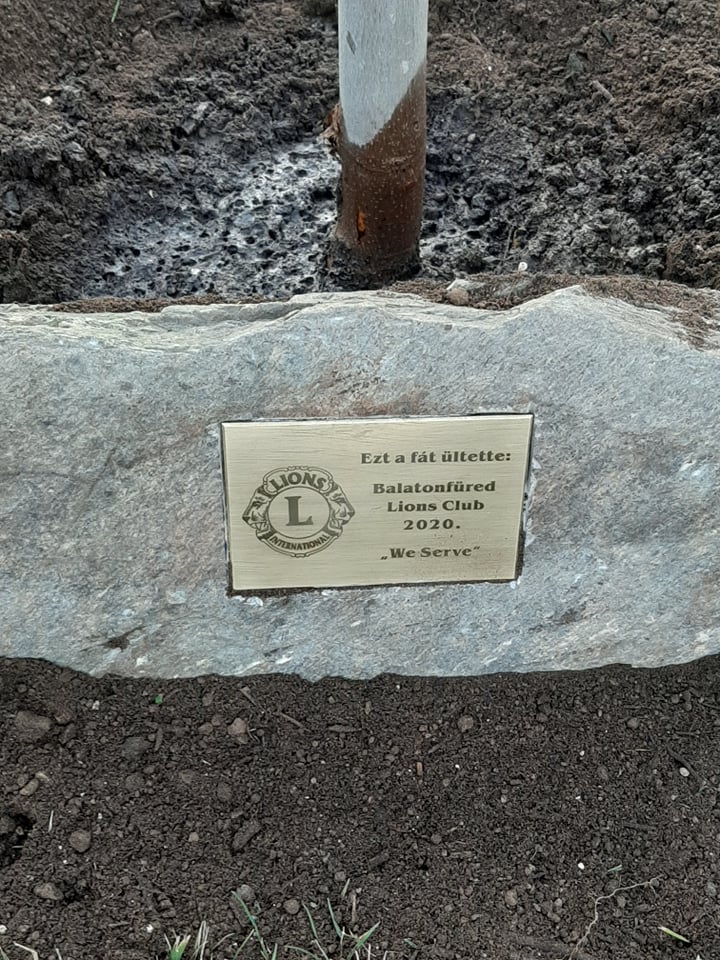 LIONS
L
INTERNATIONAL
Ezt a fát ültette:
Balatonfüred
Lions Club
2020.
„We Serve”